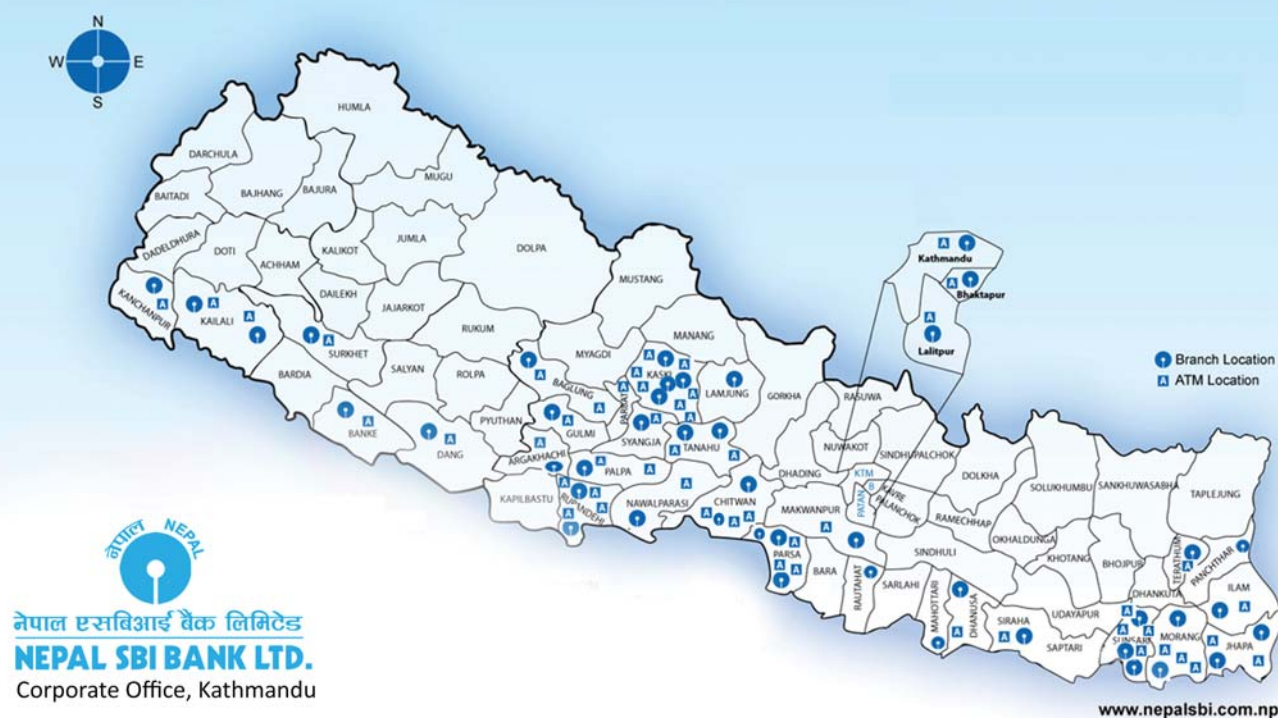 N
W E
S
HUMLA
DARCHULA
MUGU
BAJHANG
BAJURA
BAITADI
DADELDHURA
DOTI
ACHHAM
KALIKOT
JUMLA
DOLPA
MUSTANG
A Kathmandu
A Bhaktapur
A
Lalitpur
Branch Location
A ATM Location
KANCHANPUR
A
KAILALI
A
A
DAILEKH
JAJARKOT
RUKUM
MANANG
SURKHET
A
BARDIA
SALYAN
ROLPA
MYAGDI
BAGLUNG
A
A
PARBAT
KASKI
LAMJUNG
GORKHA
RASUWA
BANKE
A
DANG
A
PYUTHAN
GULMI
A
SYANGJA
TANAHU
NUWAKOT
SINDHUPALCHOK
DOLKHA
ARGAKHACHI
A
PALPA
DHADING
KTM
B
PATAN
KAVRE
PALANCHOK
SOLUKHUMBU
SANKHUWASABHA
TAPLEJUNG
KAPILBASTU
RUPANDEHI
NAWALPARASI
CHITWAN
MAKWANPUR
RAMECHHAP
OKHALDUNGA
KHOTANG
BHOJPUR
TERATHUM
PANCHTHAR
PARSA
BARA
RAUTAHAT
SARLAHI
SINDHULI
MAHOTTARI
DHANUSA
SIRAHA
UDAYAPUR
SAPTARI
DHANKUTA
ILAM
SUNSARI
MORANG
JHAPA
नेपाल NEPAL
नेपाल एसबिआई बैंक लिमिटेड
NEPAL SBI BANK LTD.
Corporate Office, Kathmandu
www.nepalsbi.com.np